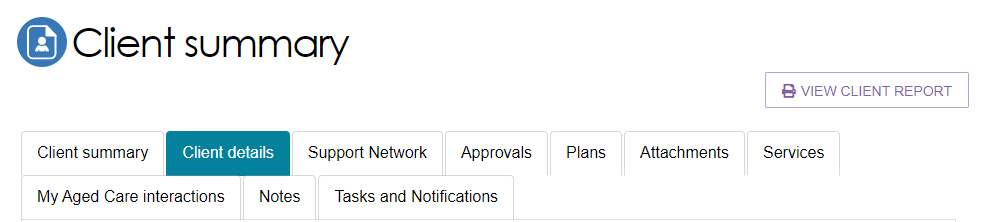 Client summary
VIEW CLIENT REPORT
Client summary Client details Support Network Approvals Plans Attachments Services
My Aged Care interactions Notes Tasks and Notifications